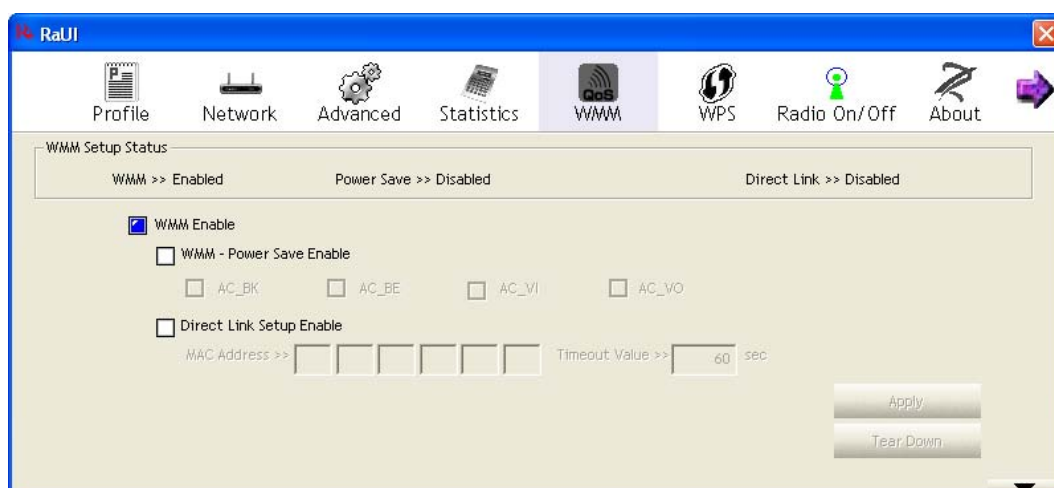 RaUI
P
QoS
Profile Network Advanced Statistics WMM WPS Radio On/Off About
WMM Setup Status
WMM >> Enabled Power Save >> Disabled Direct Link >> Disabled
WMM Enable
WMM - Power Save Enable
AC_BK AC_BE AC_VI AC_VO
Direct Link Setup Enable
MAC Address >> Timeout Value >> 60 sec
Apply
Tear Down